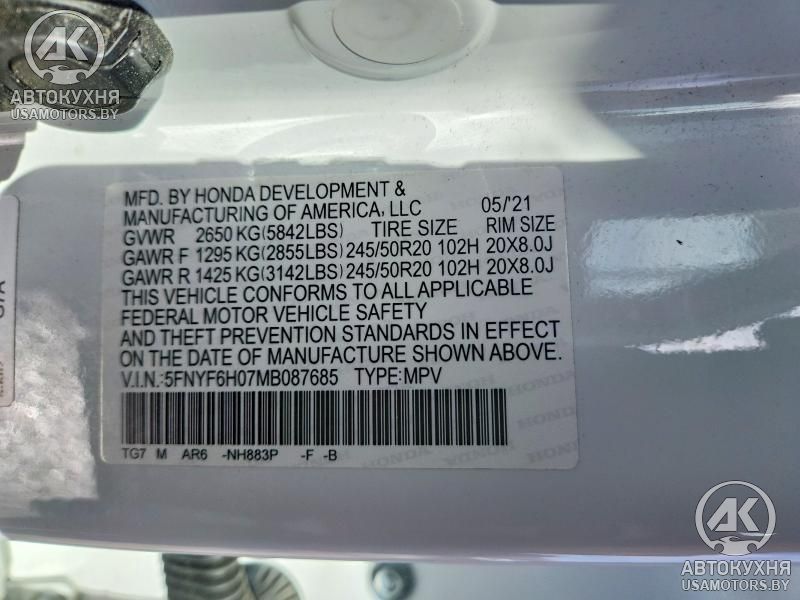 AK
АВТОКУХНЯ
USAMOTORS.BY
MFD. BY HONDA DEVELOPMENT &
MANUFACTURING OF AMERICA, LLC 05/'21
GVWR 2650 KG(5842LBS) TIRE SIZE RIM SIZE
GAWR F 1295 KG(2855LBS) 245/50R20 102H 20X8.0J
GAWR R 1425 KG(3142LBS) 245/50R20 102H 20X8.0J
THIS VEHICLE CONFORMS TO ALL APPLICABLE
FEDERAL MOTOR VEHICLE SAFETY
AND THEFT PREVENTION STANDARDS IN EFFECT
ON THE DATE OF MANUFACTURE SHOWN ABOVE.
V.I.N.:5FNYF6H07MB087685 TYPE:MPV
TG7 M AR6 -NH883P -F -B
AK
АВТОКУХНЯ
USAMOTORS.BY